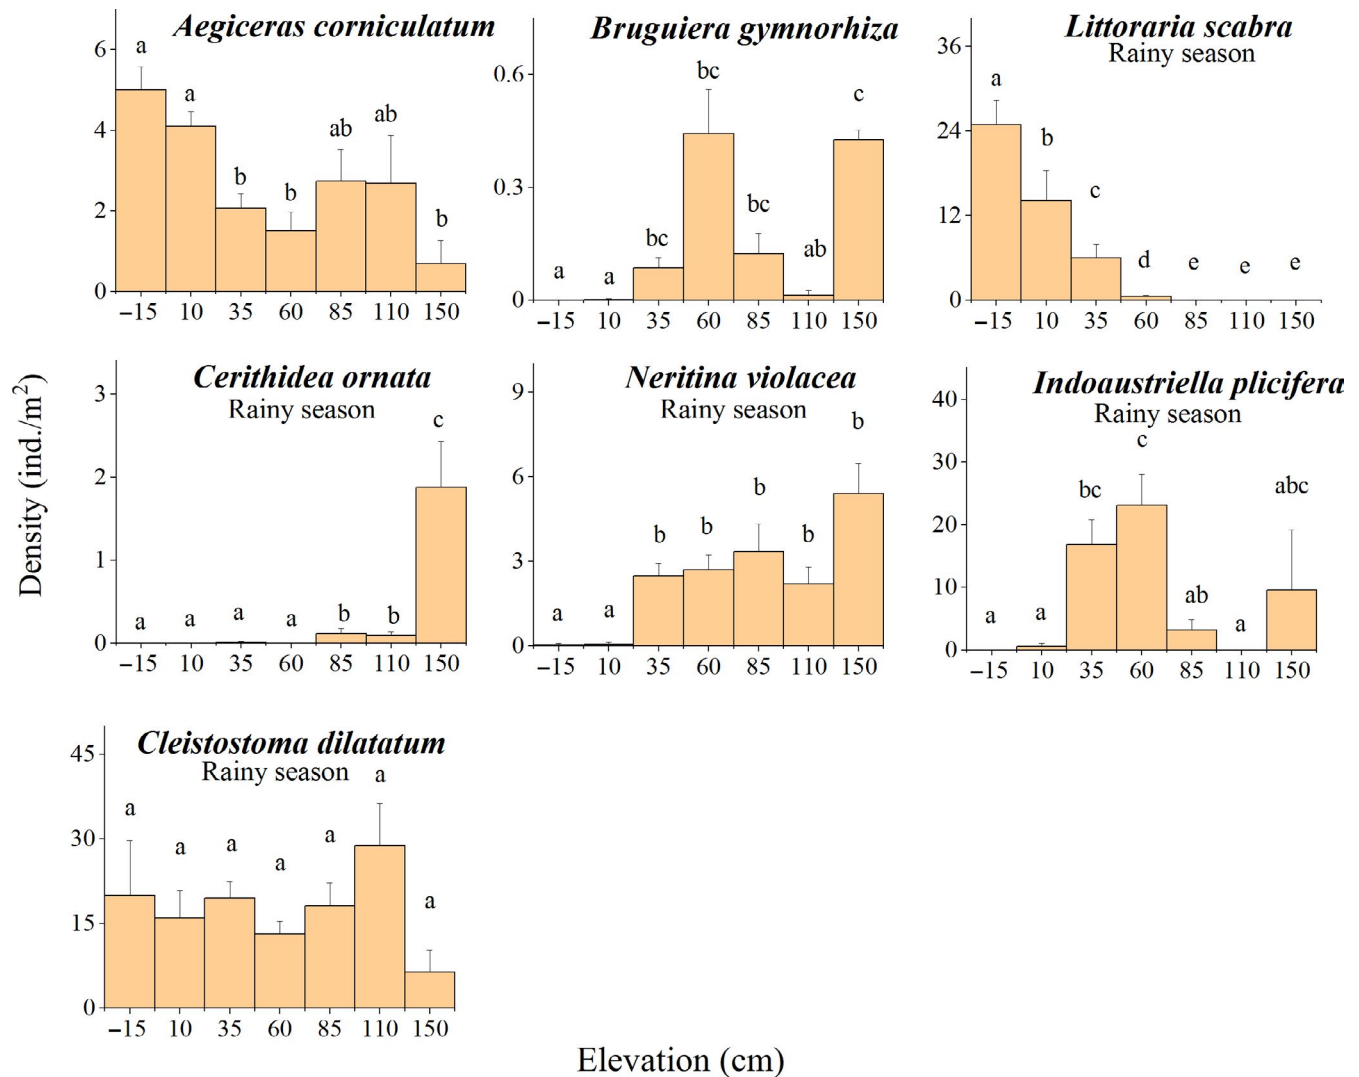 Aegiceras corniculatum
6
4
2
0
a
a
b
b
ab
ab
b
−15 10 35 60 85 110 150
Bruguiera gymnorhiza
0.6
0.3
0
a
a
bc
bc
bc
ab
c
−15 10 35 60 85 110 150
Littoraria scabra
Rainy season
36
24
12
0
a
b
c
d
e
e
e
−15 10 35 60 85 110 150
Density (ind./m²)
Cerithidea ornata
Rainy season
3
2
1
0
a
a
a
a
b
b
c
−15 10 35 60 85 110 150
Neritina violacea
Rainy season
9
6
3
0
a
a
b
b
b
b
b
−15 10 35 60 85 110 150
Indoaustriella plicifera
Rainy season
40
30
20
10
0
a
a
bc
c
ab
a
abc
−15 10 35 60 85 110 150
Cleistostoma dilatatum
Rainy season
45
30
15
0
a
a
a
a
a
a
a
−15 10 35 60 85 110 150
Elevation (cm)